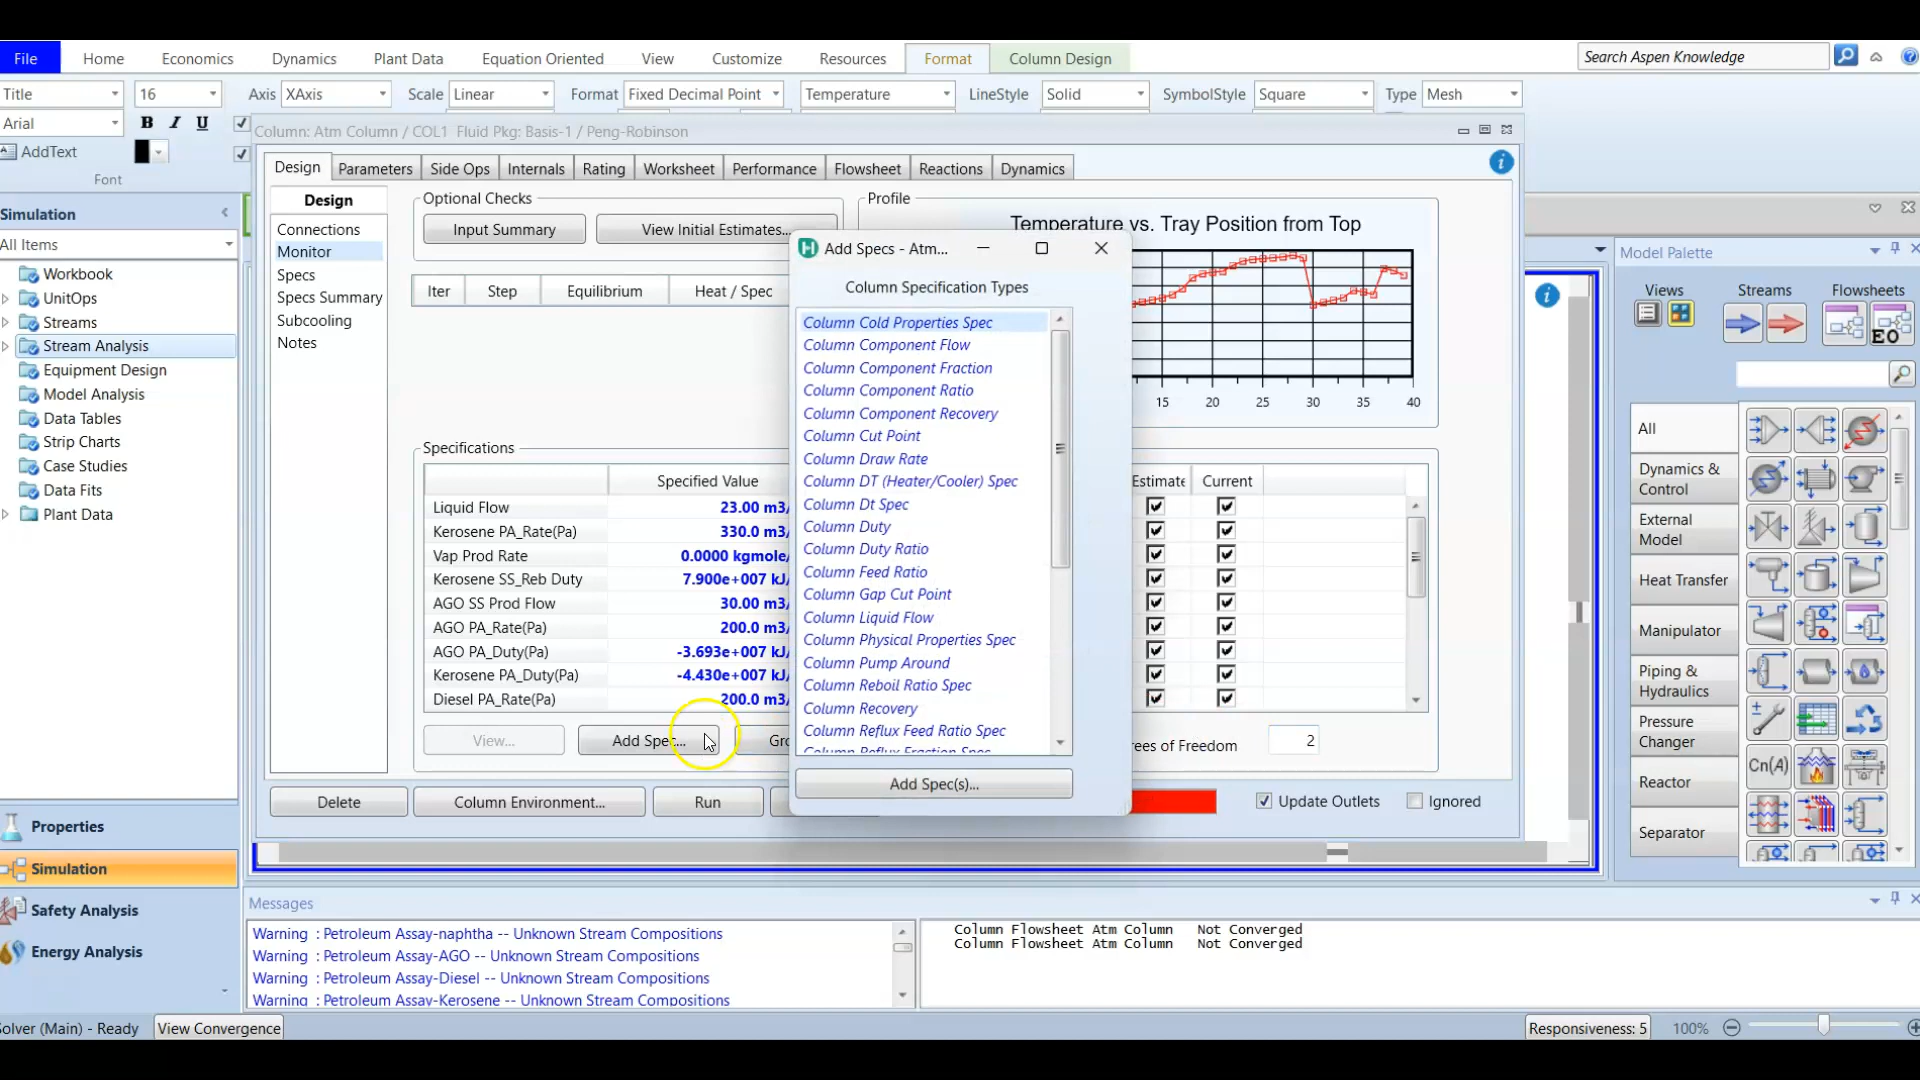 File Home Economics Dynamics Plant Data Equation Oriented View Customize Resources Format Column Design Search Aspen Knowledge
Title 16 Axis XAxis Scale Linear Format Fixed Decimal Point Temperature LineStyle Solid SymbolStyle Square Type Mesh
Arial B I U
AddText
Font
Column: Atm Column / COL1 Fluid Pkg: Basis-1 / Peng-Robinson
Design Parameters Side Ops Internals Rating Worksheet Performance Flowsheet Reactions Dynamics
Simulation
All Items
Workbook
UnitOps
Streams
Stream Analysis
Equipment Design
Model Analysis
Data Tables
Strip Charts
Case Studies
Data Fits
Plant Data
Properties
Simulation
Safety Analysis
Energy Analysis
Design
Connections
Monitor
Specs
Specs Summary
Subcooling
Notes
Optional Checks
Input Summary View Initial Estimates...
Iter Step Equilibrium Heat / Spec
Profile
Temperature vs. Tray Position from Top
15 20 25 30 35 40
Specifications
Specified Value Estimate Current
Liquid Flow 23.00 m3/
Kerosene PA_Rate(Pa) 330.0 m3/
Vap Prod Rate 0.0000 kgmole/
Kerosene SS_Reb Duty 7.900e+007 kJ/
AGO SS Prod Flow 30.00 m3/
AGO PA_Rate(Pa) 200.0 m3/
AGO PA_Duty(Pa) -3.693e+007 kJ/
Kerosene PA_Duty(Pa) -4.430e+007 kJ/
Diesel PA_Rate(Pa) 200.0 m3/
View... Add Spec... Gro
rees of Freedom 2
Delete Column Environment... Run Update Outlets Ignored
Add Specs - Atm...
Column Specification Types
Column Cold Properties Spec
Column Component Flow
Column Component Fraction
Column Component Ratio
Column Component Recovery
Column Cut Point
Column Draw Rate
Column DT (Heater/Cooler) Spec
Column Dt Spec
Column Duty
Column Duty Ratio
Column Feed Ratio
Column Gap Cut Point
Column Liquid Flow
Column Physical Properties Spec
Column Pump Around
Column Reboil Ratio Spec
Column Recovery
Column Reflux Feed Ratio Spec
Column Reflux Fraction Spec
Add Spec(s)...
Model Palette
Views Streams Flowsheets
EO
All
Dynamics &
Control
External
Model
Heat Transfer
Manipulator
Piping &
Hydraulics
Pressure
Changer
Reactor
Separator
Cn(A)
Messages
Warning : Petroleum Assay-naphtha -- Unknown Stream Compositions
Warning : Petroleum Assay-AGO -- Unknown Stream Compositions
Warning : Petroleum Assay-Diesel -- Unknown Stream Compositions
Warning : Petroleum Assay-Kerosene -- Unknown Stream Compositions
Column Flowsheet Atm Column Not Converged
Column Flowsheet Atm Column Not Converged
Solver (Main) - Ready View Convergence Responsiveness: 5 100%